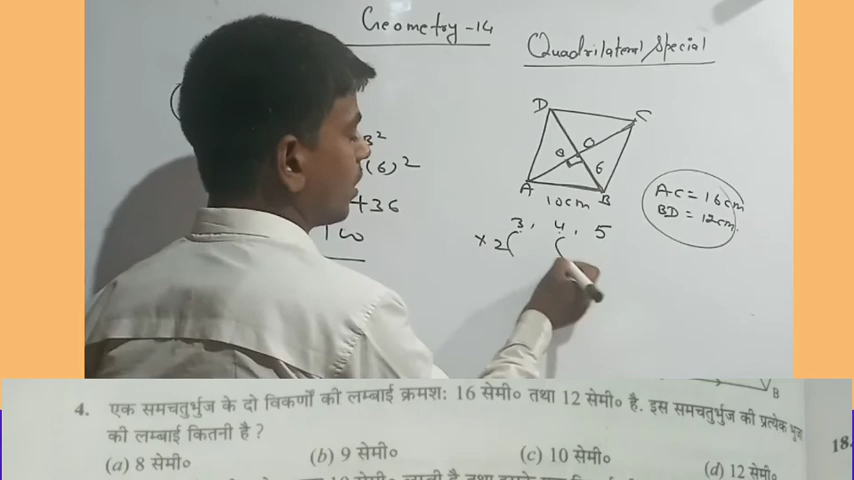 Geometry-14
Quadrilateral Special
D
C
O
8
6
A
B
10cm
AC = 16cm
BD = 12cm.
B²
(6)²
+36
100
3, 4, 5
×2(
(
B
4. एक समचतुर्भुज के दो विकर्णों की लम्बाई क्रमश: 16 सेमी० तथा 12 सेमी० है. इस समचतुर्भुज की प्रत्येक भुजा
की लम्बाई कितनी है ?
18.
(a) 8 सेमी० (b) 9 सेमी० (c) 10 सेमी० (d) 12 सेमी०